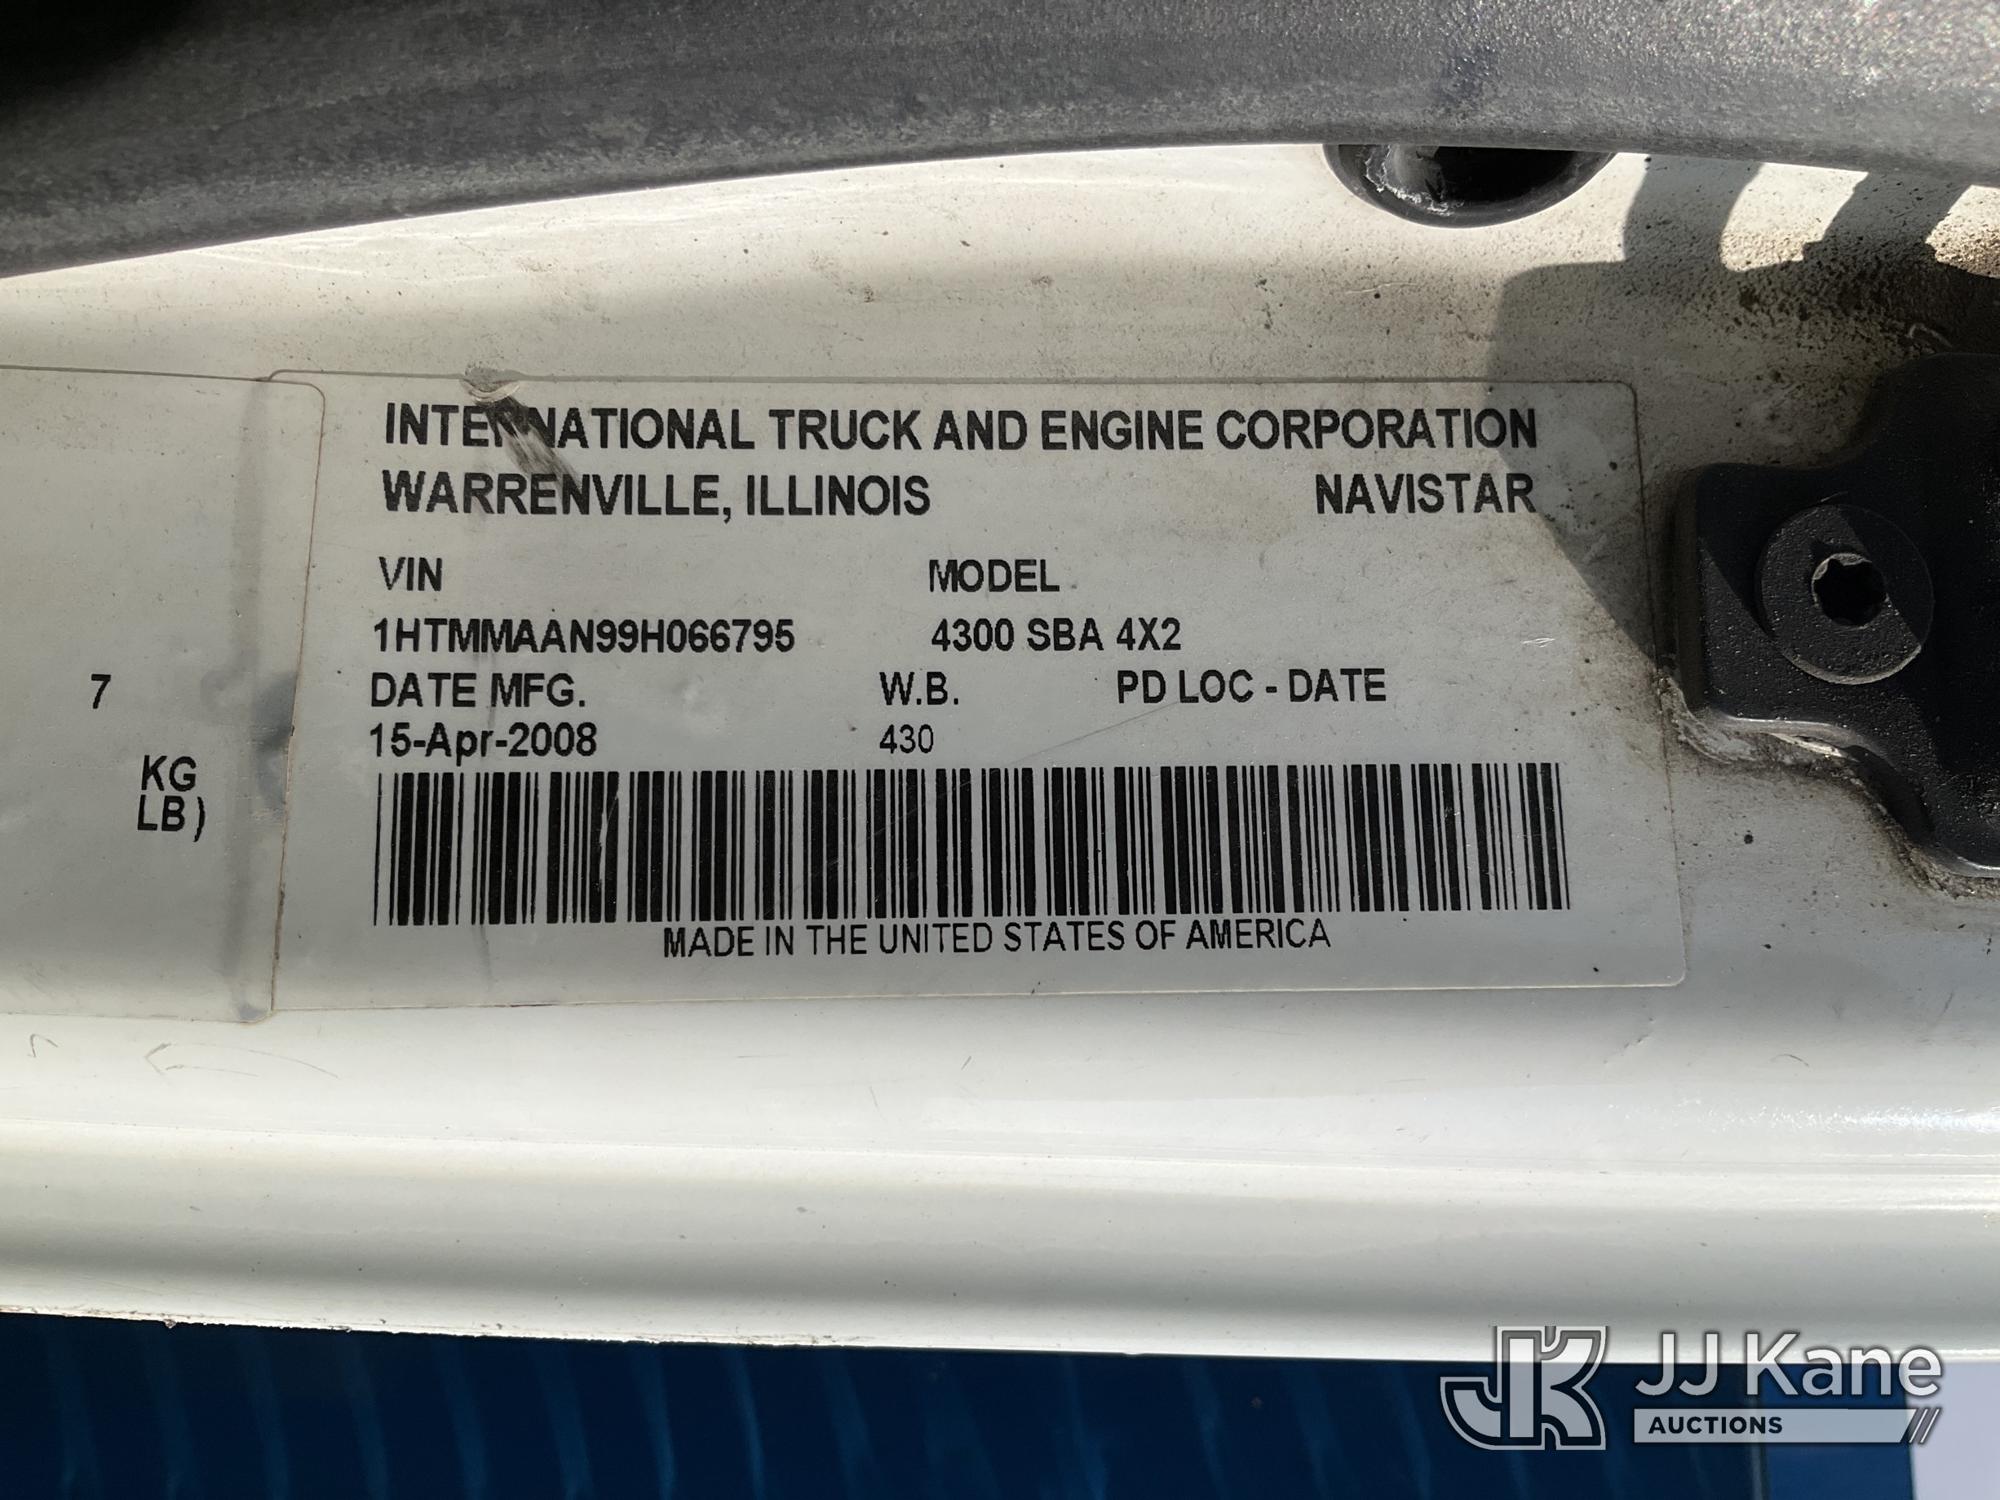 INTERNATIONAL TRUCK AND ENGINE CORPORATION
WARRENVILLE, ILLINOIS NAVISTAR
VIN MODEL
1HTMMAAN99H066795 4300 SBA 4X2
DATE MFG. W.B. PD LOC - DATE
15-Apr-2008 430
MADE IN THE UNITED STATES OF AMERICA
7
KG
LB)
JK JJ Kane
AUCTIONS